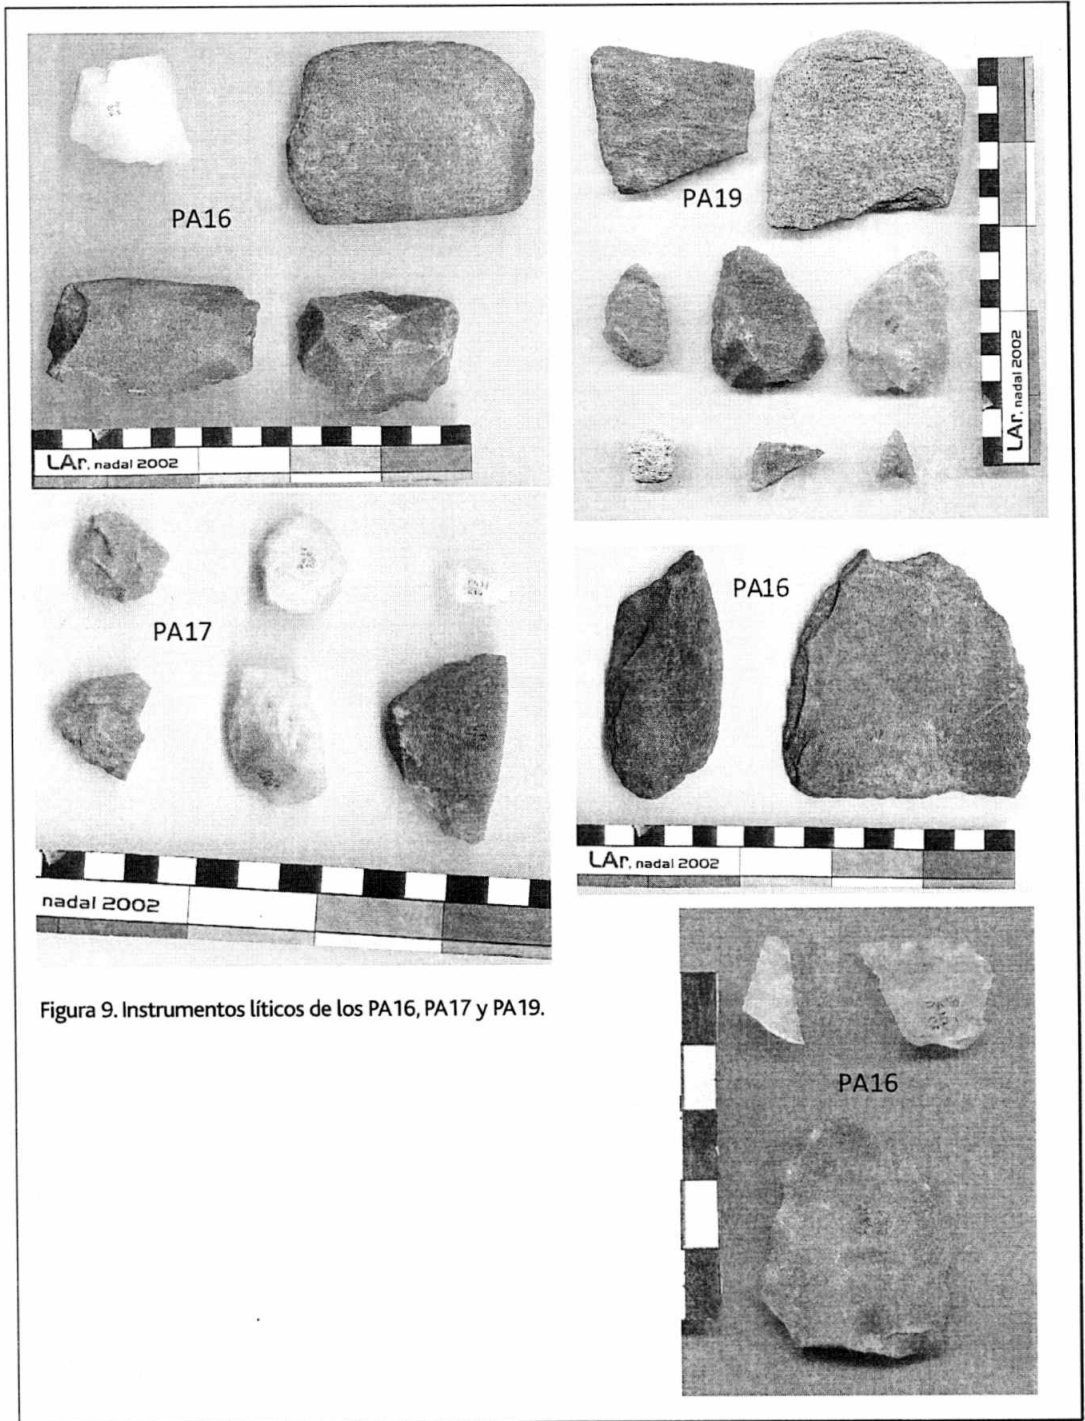 PA16
LAr. nadal 2002
PA19
LAr. nadal 2002
PA17
nadal 2002
PA16
LAr. nadal 2002
Figura 9. Instrumentos líticos de los PA16, PA17 y PA19.
PA16